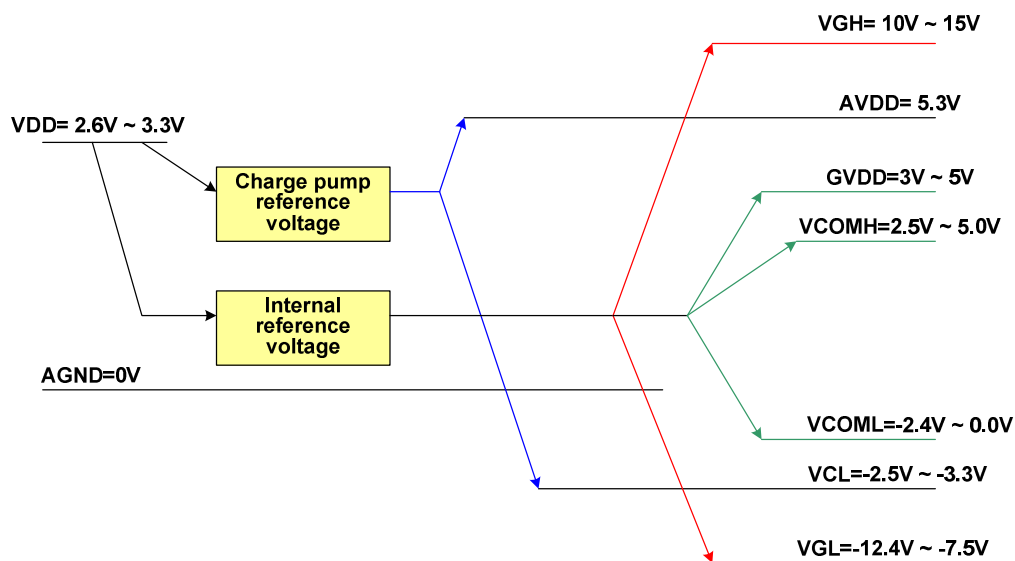 VGH= 10V ~ 15V
AVDD= 5.3V
VDD= 2.6V ~ 3.3V
Charge pump
reference
voltage
GVDD=3V ~ 5V
VCOMH=2.5V ~ 5.0V
Internal
reference
voltage
AGND=0V
VCOML=-2.4V ~ 0.0V
VCL=-2.5V ~ -3.3V
VGL=-12.4V ~ -7.5V